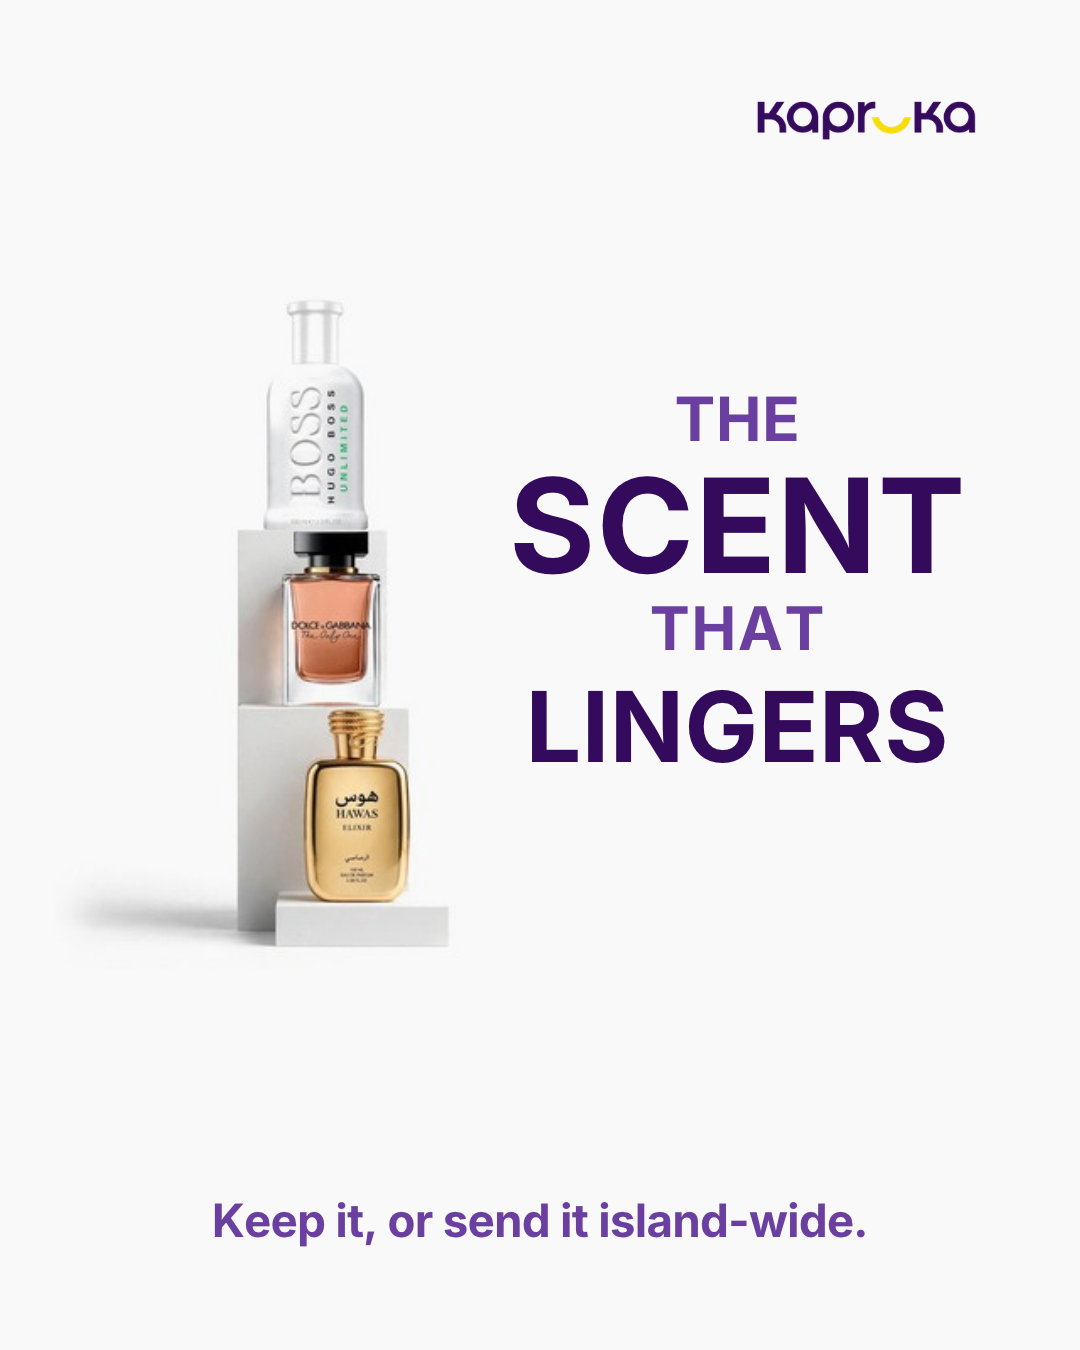 kapruka
BOSS
HUGO BOSS
UNLIMITED
DOLCE & GABBANA
The Only One
هوس
HAWAS
ELIXIR
الرصاصي
THE
SCENT
THAT
LINGERS
Keep it, or send it island-wide.